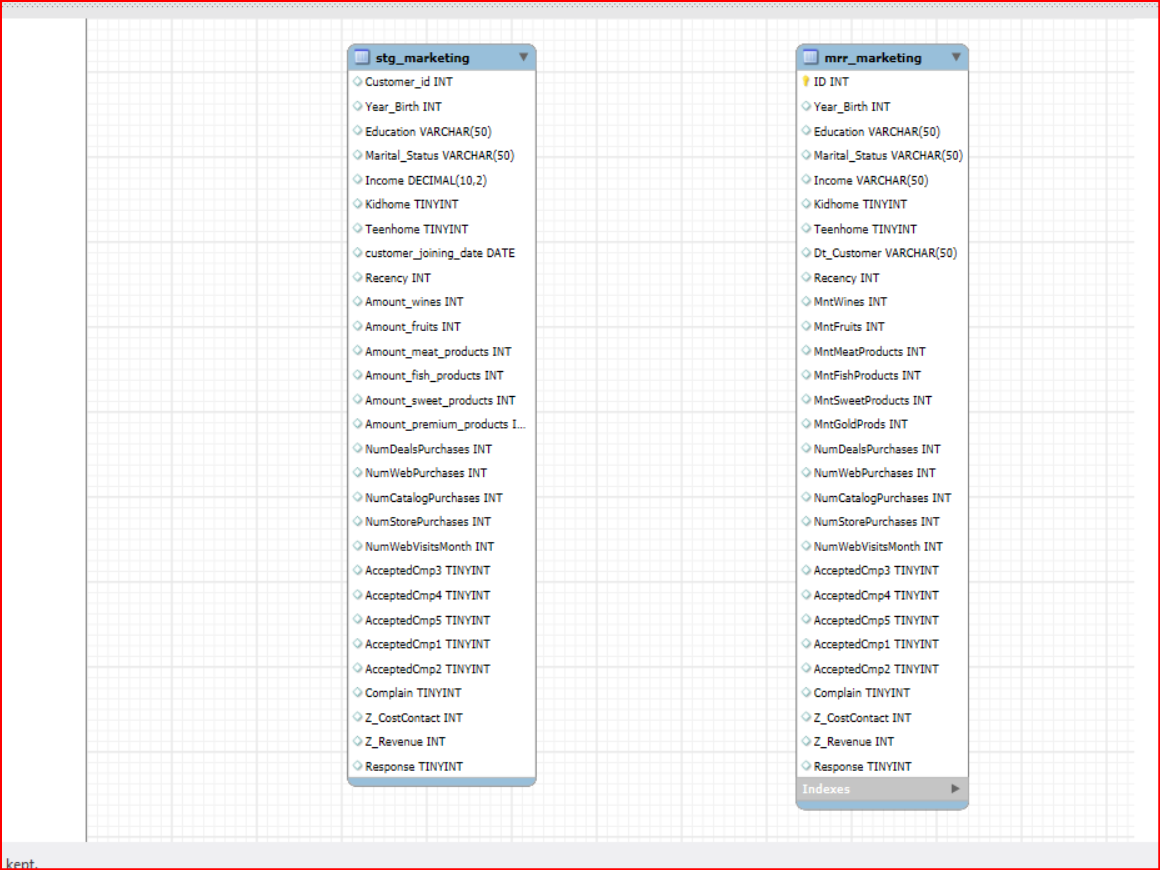 stg_marketing
Customer_id INT
Year_Birth INT
Education VARCHAR(50)
Marital_Status VARCHAR(50)
Income DECIMAL(10,2)
Kidhome TINYINT
Teenhome TINYINT
customer_joining_date DATE
Recency INT
Amount_wines INT
Amount_fruits INT
Amount_meat_products INT
Amount_fish_products INT
Amount_sweet_products INT
Amount_premium_products I...
NumDealsPurchases INT
NumWebPurchases INT
NumCatalogPurchases INT
NumStorePurchases INT
NumWebVisitsMonth INT
AcceptedCmp3 TINYINT
AcceptedCmp4 TINYINT
AcceptedCmp5 TINYINT
AcceptedCmp1 TINYINT
AcceptedCmp2 TINYINT
Complain TINYINT
Z_CostContact INT
Z_Revenue INT
Response TINYINT
mrr_marketing
ID INT
Year_Birth INT
Education VARCHAR(50)
Marital_Status VARCHAR(50)
Income VARCHAR(50)
Kidhome TINYINT
Teenhome TINYINT
Dt_Customer VARCHAR(50)
Recency INT
MntWines INT
MntFruits INT
MntMeatProducts INT
MntFishProducts INT
MntSweetProducts INT
MntGoldProds INT
NumDealsPurchases INT
NumWebPurchases INT
NumCatalogPurchases INT
NumStorePurchases INT
NumWebVisitsMonth INT
AcceptedCmp3 TINYINT
AcceptedCmp4 TINYINT
AcceptedCmp5 TINYINT
AcceptedCmp1 TINYINT
AcceptedCmp2 TINYINT
Complain TINYINT
Z_CostContact INT
Z_Revenue INT
Response TINYINT
Indexes
kept.